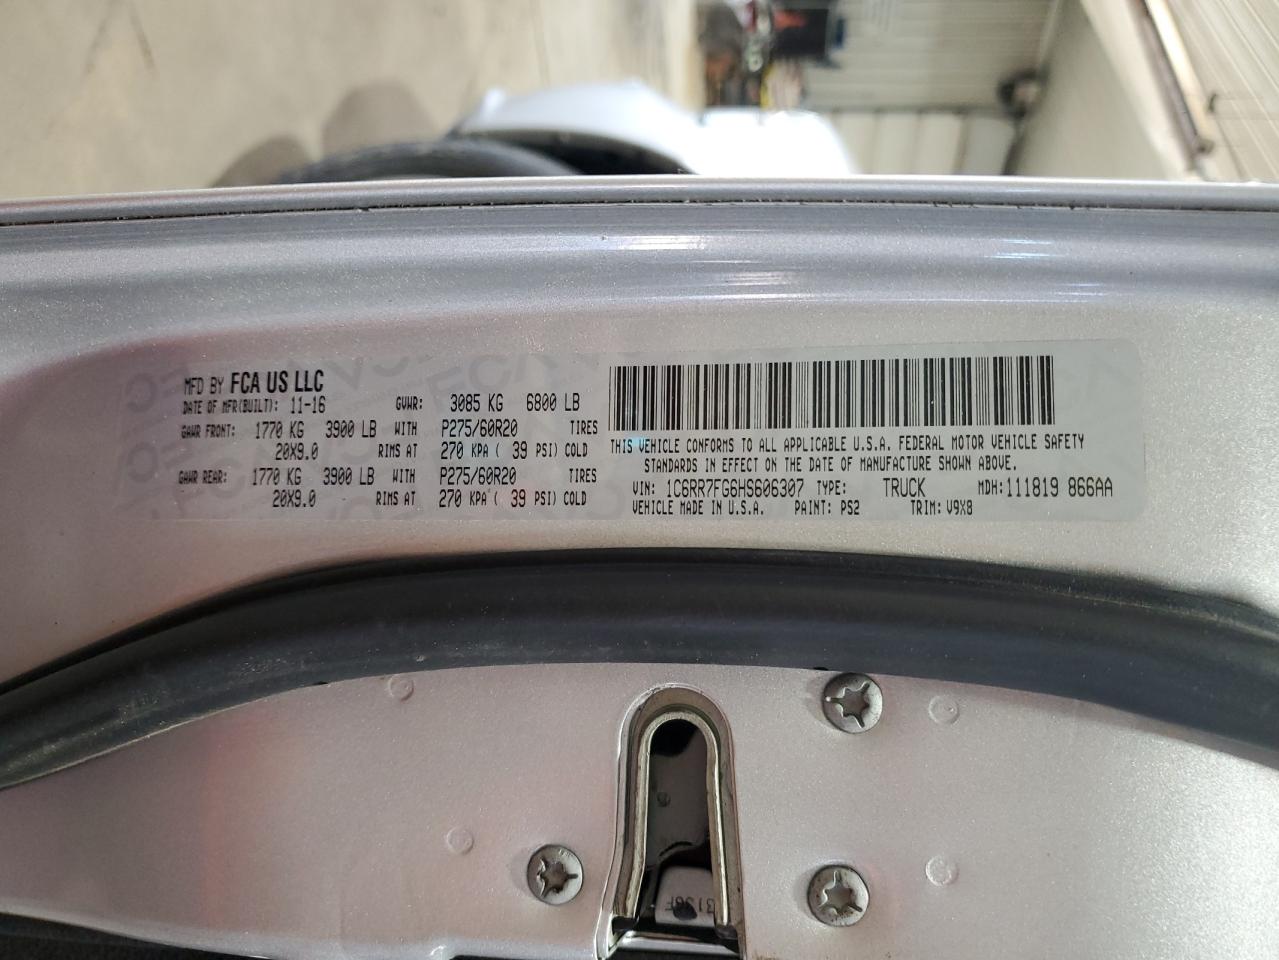 MFD BY FCA US LLC
DATE OF MFR(BUILT): 11-16 GVWR: 3085 KG 6800 LB
GAWR FRONT: 1770 KG 3900 LB WITH P275/60R20 TIRES
20X9.0 RIMS AT 270 KPA ( 39 PSI) COLD
GAWR REAR: 1770 KG 3900 LB WITH P275/60R20 TIRES
20X9.0 RIMS AT 270 KPA ( 39 PSI) COLD
THIS VEHICLE CONFORMS TO ALL APPLICABLE U.S.A. FEDERAL MOTOR VEHICLE SAFETY
STANDARDS IN EFFECT ON THE DATE OF MANUFACTURE SHOWN ABOVE.
VIN: 1C6RR7FG6HS606307 TYPE: TRUCK MDH: 111819 866AA
VEHICLE MADE IN U.S.A. PAINT: PS2 TRIM: V9X8